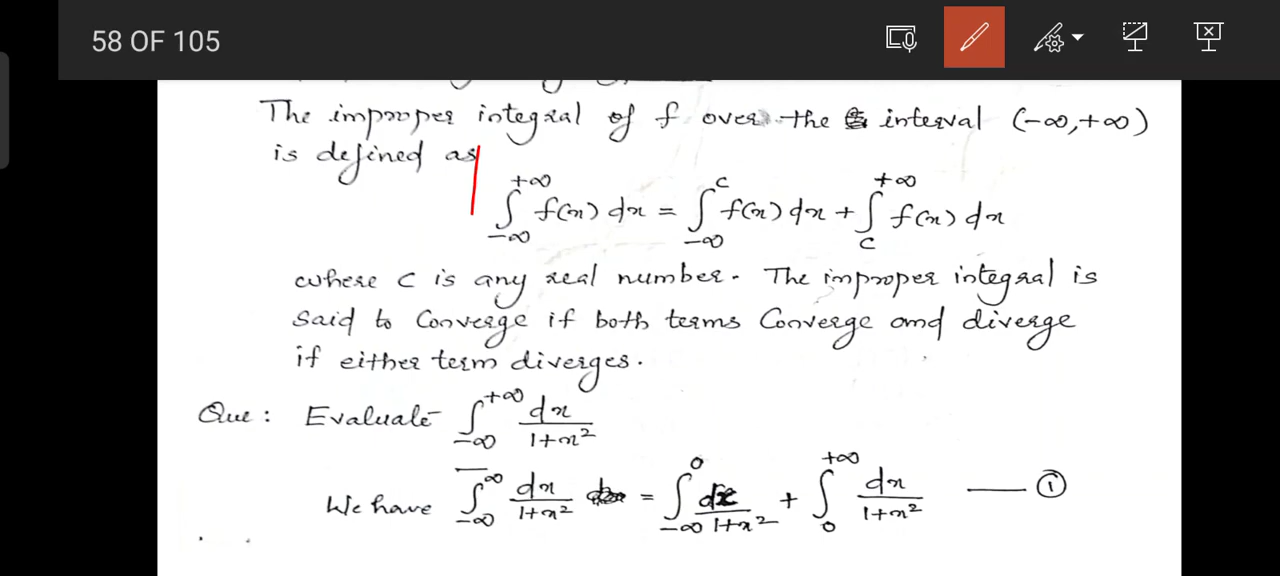 58 OF 105
The improper integral of f over the interval (-∞,+∞)
is defined as
∫_{-∞}^{+∞} f(x) dx = ∫_{-∞}^{c} f(x) dx + ∫_{c}^{+∞} f(x) dx
where c is any real number. The improper integral is
said to Converge if both terms Converge and diverge
if either term diverges.
Que : Evaluate ∫_{-∞}^{+∞} dx/(1+x²)
We have ∫_{-∞}^{∞} dx/(1+x²) = ∫_{-∞}^{0} dx/(1+x²) + ∫_{0}^{+∞} dx/(1+x²) —— ①